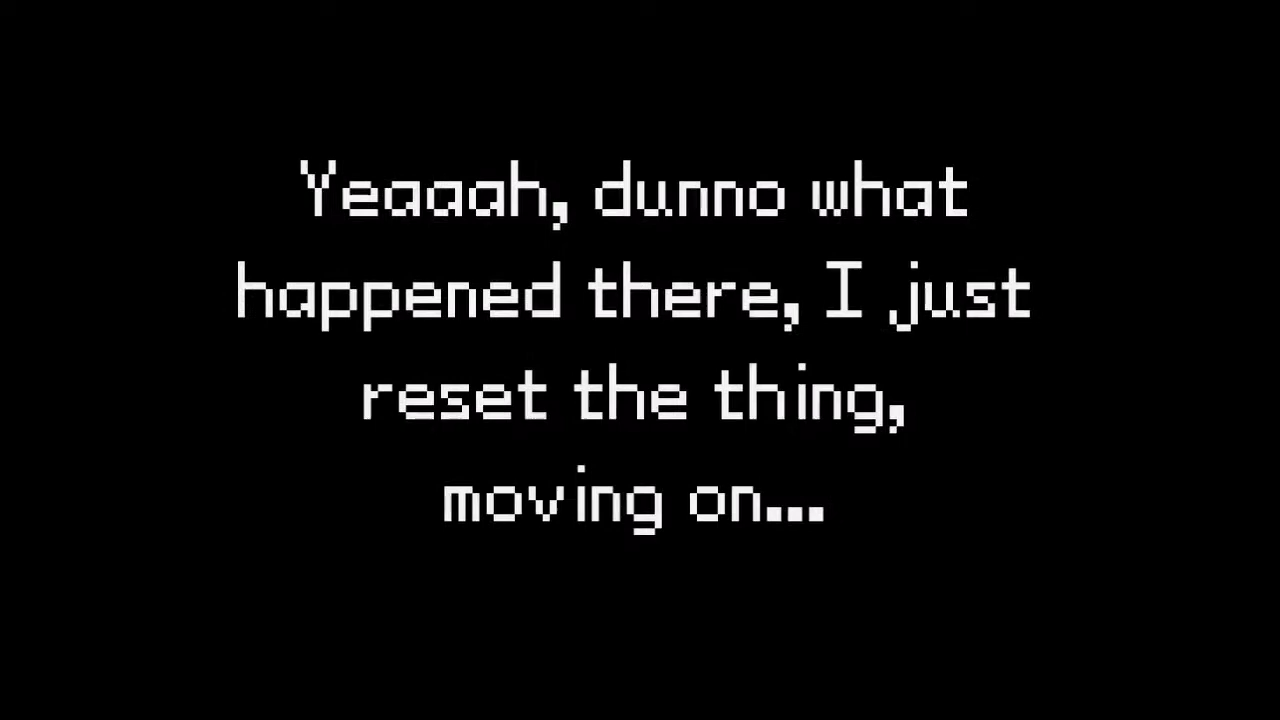 Yeaaah, dunno what
happened there, I just
reset the thing,
moving on...